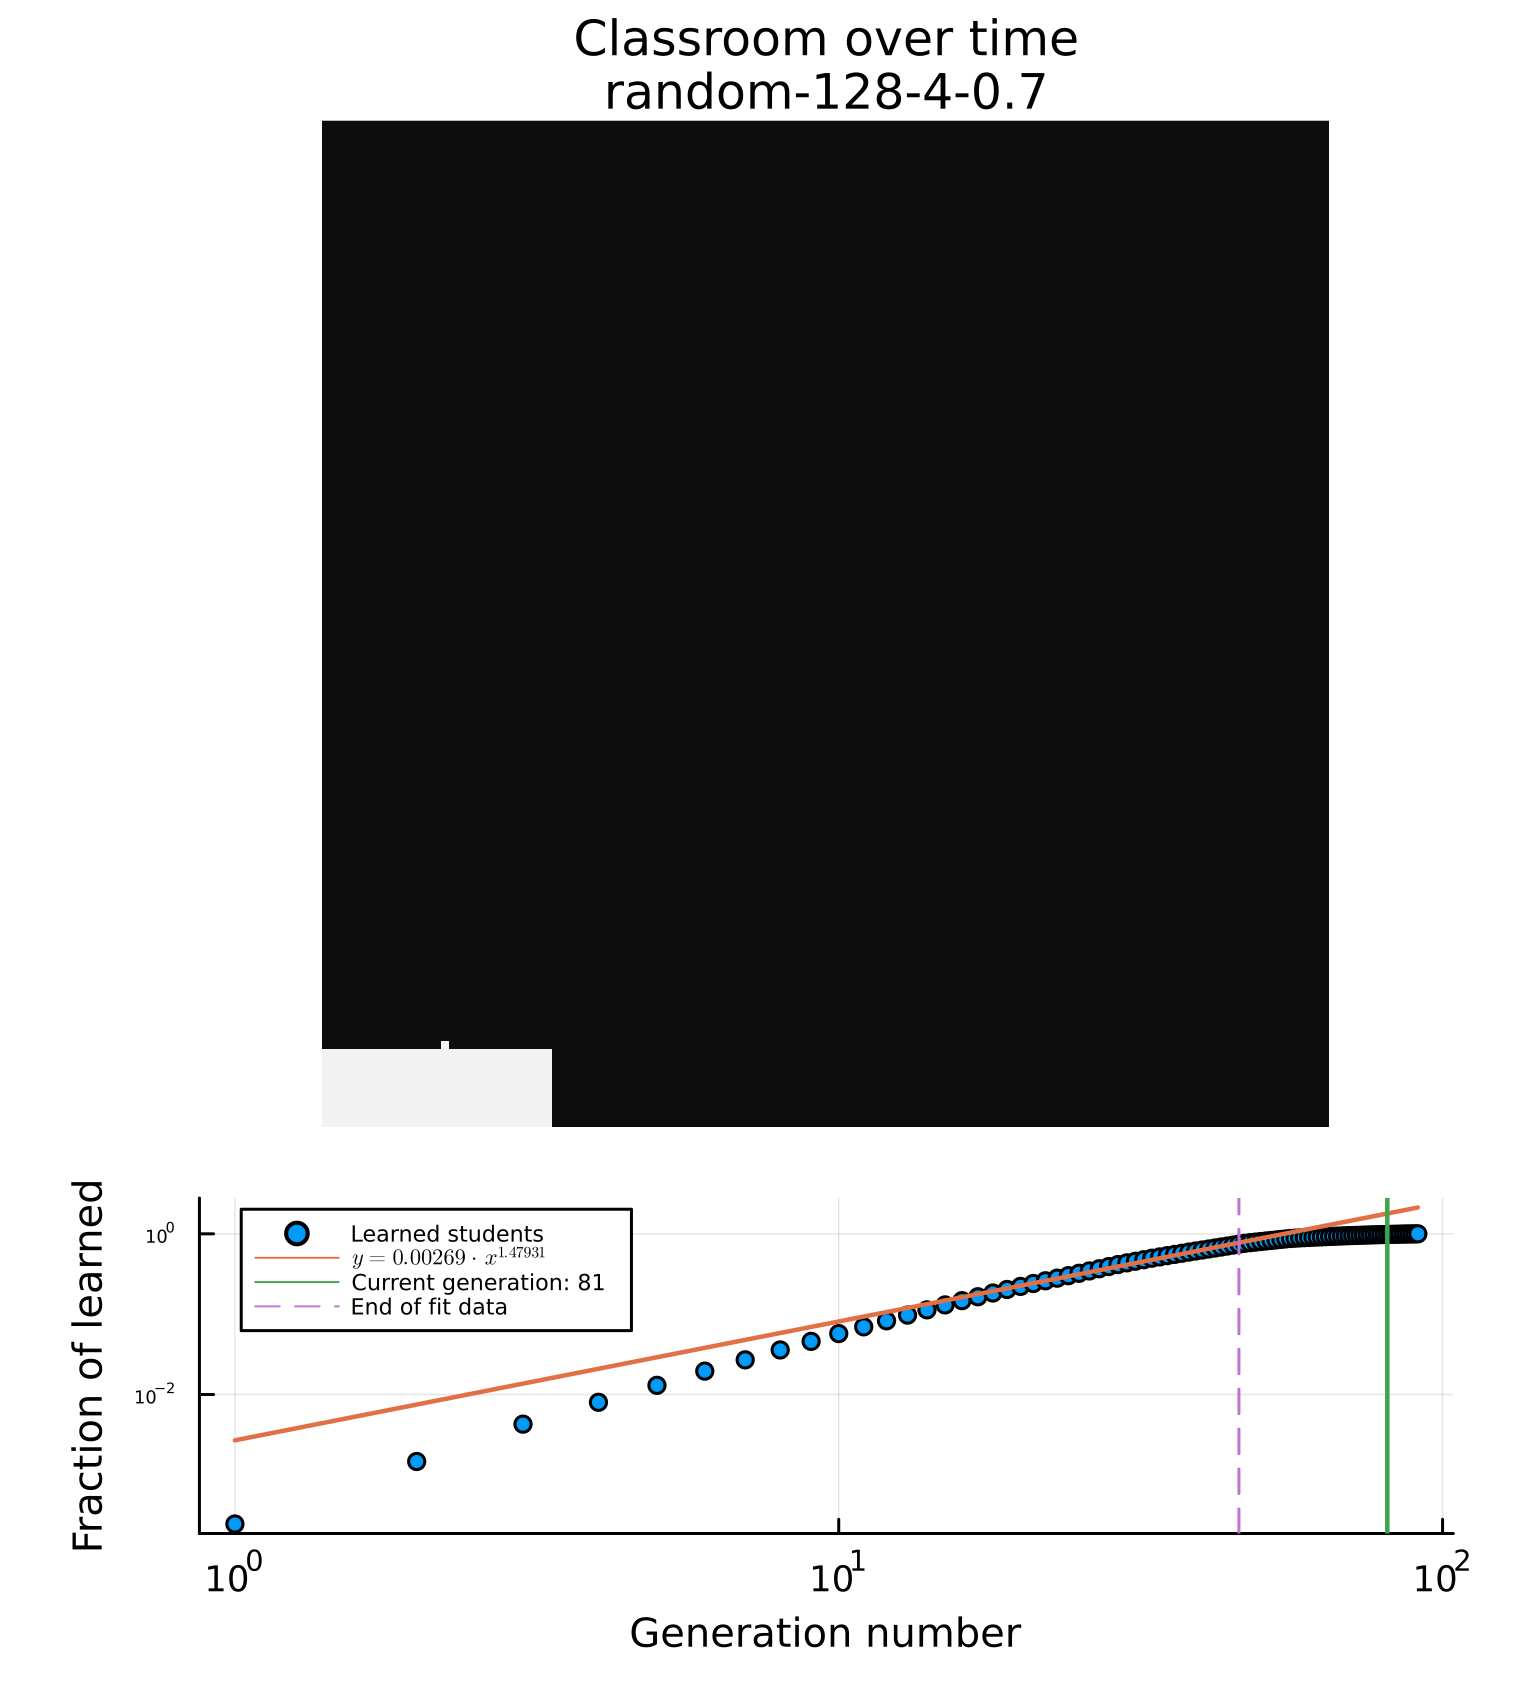 Classroom over time
random-128-4-0.7
Fraction of learned
10^0
10^−2
Learned students
y = 0.00269 · x^1.47931
Current generation: 81
End of fit data
10^0 10^1 10^2
Generation number